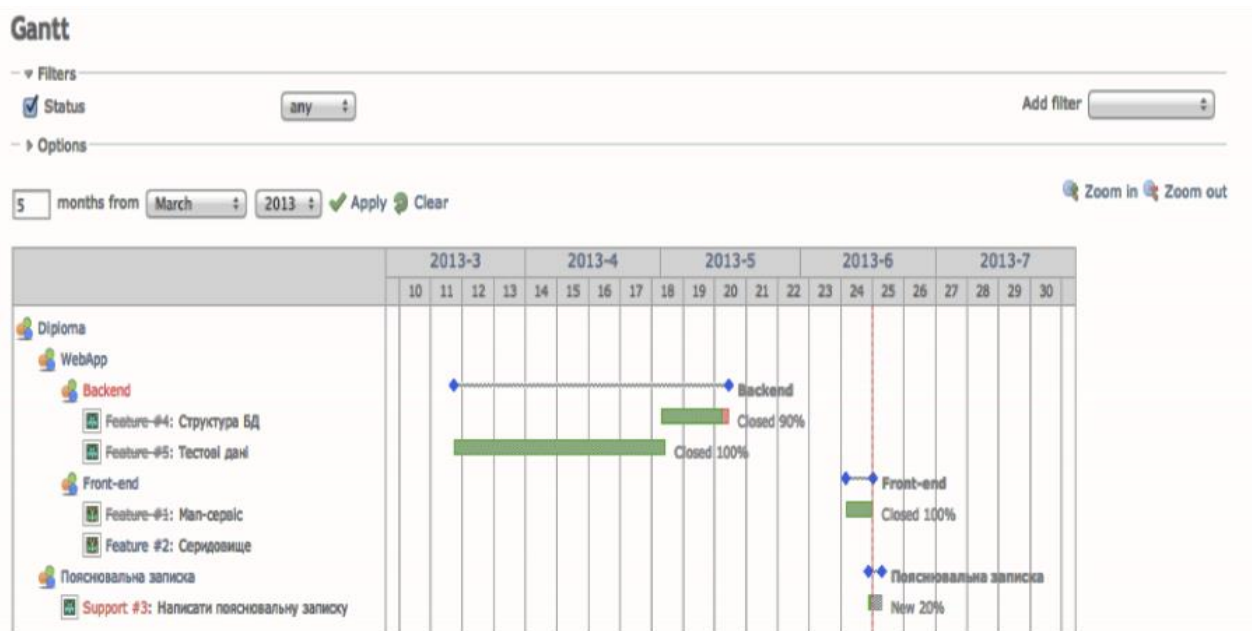 Gantt
Filters
Status any Add filter
Options
5 months from March 2013 Apply Clear Zoom in Zoom out
2013-3 2013-4 2013-5 2013-6 2013-7
10 11 12 13 14 15 16 17 18 19 20 21 22 23 24 25 26 27 28 29 30
Diploma
WebApp
Backend Backend
Feature #4: Структура БД Closed 90%
Feature #5: Тестові дані Closed 100%
Front-end Front-end
Feature #1: Мап-сервіс Closed 100%
Feature #2: Серидовище
Пояснювальна записка Пояснювальна записка
Support #3: Написати пояснювальну записку New 20%